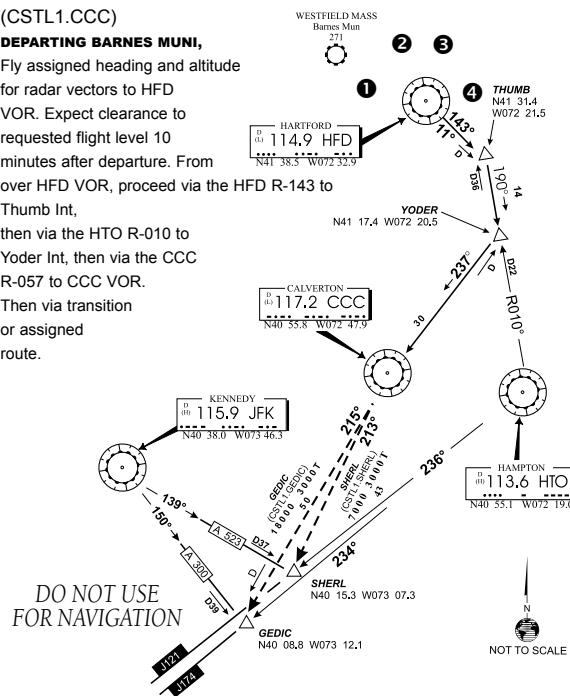 (CSTL1.CCC)
DEPARTING BARNES MUNI,
Fly assigned heading and altitude
for radar vectors to HFD
VOR. Expect clearance to
requested flight level 10
minutes after departure. From
over HFD VOR, proceed via the HFD R-143 to
Thumb Int,
then via the HTO R-010 to
Yoder Int, then via the CCC
R-057 to CCC VOR.
Then via transition
or assigned
route.
WESTFIELD MASS
Barnes Mun
271
❶
❷
❸
❹
HARTFORD
D
(L) 114.9 HFD
N41 38.5 W072 32.9
THUMB
N41 31.4
W072 21.5
143°
11°
D
D36
190°
14
YODER
N41 17.4 W072 20.5
237°
D
30
D22
R010°
CALVERTON
D
(L) 117.2 CCC
N40 55.8 W072 47.9
KENNEDY
D
(H) 115.9 JFK
N40 38.0 W073 46.3
HAMPTON
D
(H) 113.6 HTO
N40 55.1 W072 19.0
215°
213°
GEDIC
(CSTL1.GEDIC)
18000 3000T
50
SHERL
(CSTL1.SHERL)
7000 3000T
43
236°
234°
139°
A 523
D37
150°
A 300
D39
D
SHERL
N40 15.3 W073 07.3
GEDIC
N40 08.8 W073 12.1
J121
J174
DO NOT USE
FOR NAVIGATION
N
NOT TO SCALE